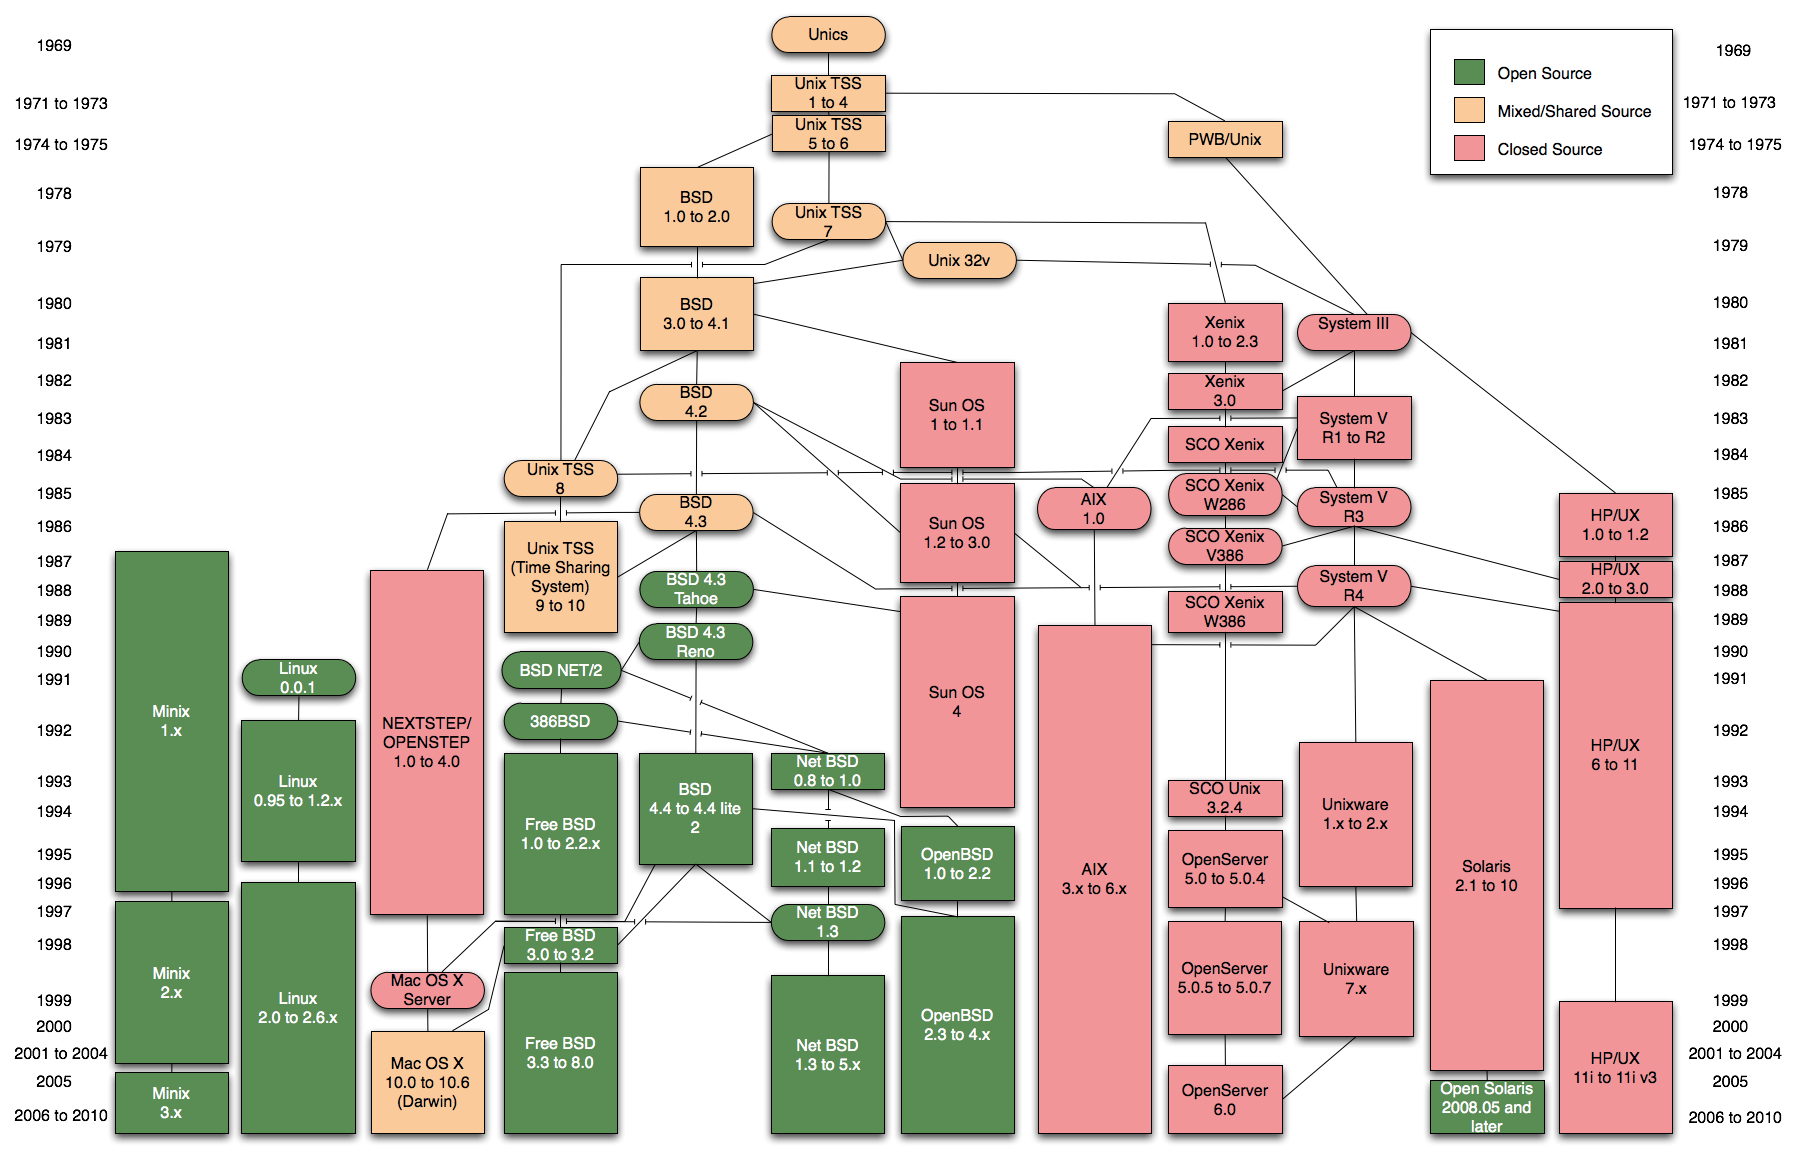 Unics
1969
1969
Open Source
Unix TSS
1 to 4
1971 to 1973
1971 to 1973
Mixed/Shared Source
Unix TSS
5 to 6
PWB/Unix
1974 to 1975
1974 to 1975
Closed Source
BSD
1.0 to 2.0
1978
1978
Unix TSS
7
1979
1979
Unix 32v
BSD
3.0 to 4.1
1980
1980
Xenix
1.0 to 2.3
System III
1981
1981
1982
1982
Xenix
3.0
BSD
4.2
Sun OS
1 to 1.1
1983
1983
System V
R1 to R2
SCO Xenix
1984
1984
Unix TSS
8
1985
1985
SCO Xenix
W286
AIX
1.0
System V
R3
BSD
4.3
HP/UX
1.0 to 1.2
1986
1986
Sun OS
1.2 to 3.0
SCO Xenix
V386
Unix TSS
(Time Sharing
System)
9 to 10
1987
1987
HP/UX
2.0 to 3.0
BSD 4.3
Tahoe
System V
R4
1988
1988
SCO Xenix
W386
1989
1989
BSD 4.3
Reno
1990
1990
BSD NET/2
Linux
0.0.1
1991
1991
Sun OS
4
Minix
1.x
386BSD
NEXTSTEP/
OPENSTEP
1.0 to 4.0
1992
1992
HP/UX
6 to 11
Net BSD
0.8 to 1.0
Linux
0.95 to 1.2.x
1993
1993
BSD
4.4 to 4.4 lite
2
SCO Unix
3.2.4
Unixware
1.x to 2.x
1994
1994
Free BSD
1.0 to 2.2.x
Net BSD
1.1 to 1.2
OpenBSD
1.0 to 2.2
1995
1995
OpenServer
5.0 to 5.0.4
AIX
3.x to 6.x
Solaris
2.1 to 10
1996
1996
1997
1997
Net BSD
1.3
Free BSD
3.0 to 3.2
1998
1998
Minix
2.x
Mac OS X
Server
OpenServer
5.0.5 to 5.0.7
Unixware
7.x
1999
1999
Linux
2.0 to 2.6.x
OpenBSD
2.3 to 4.x
2000
2000
Free BSD
3.3 to 8.0
Net BSD
1.3 to 5.x
2001 to 2004
2001 to 2004
Mac OS X
10.0 to 10.6
(Darwin)
HP/UX
11i to 11i v3
2005
2005
Minix
3.x
OpenServer
6.0
Open Solaris
2008.05 and
later
2006 to 2010
2006 to 2010